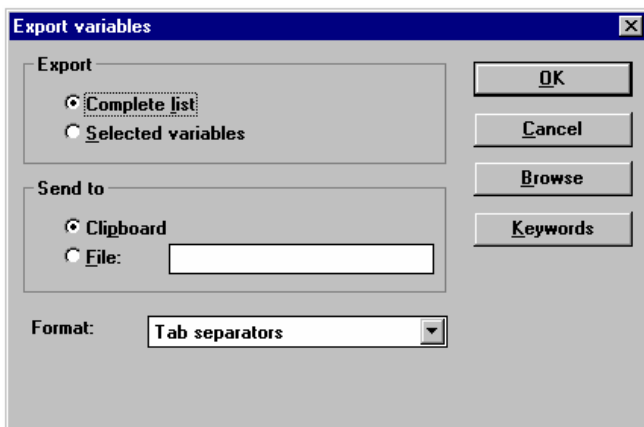 Export variables
Export
Complete list
Selected variables
Send to
Clipboard
File:
Format: Tab separators
OK
Cancel
Browse
Keywords